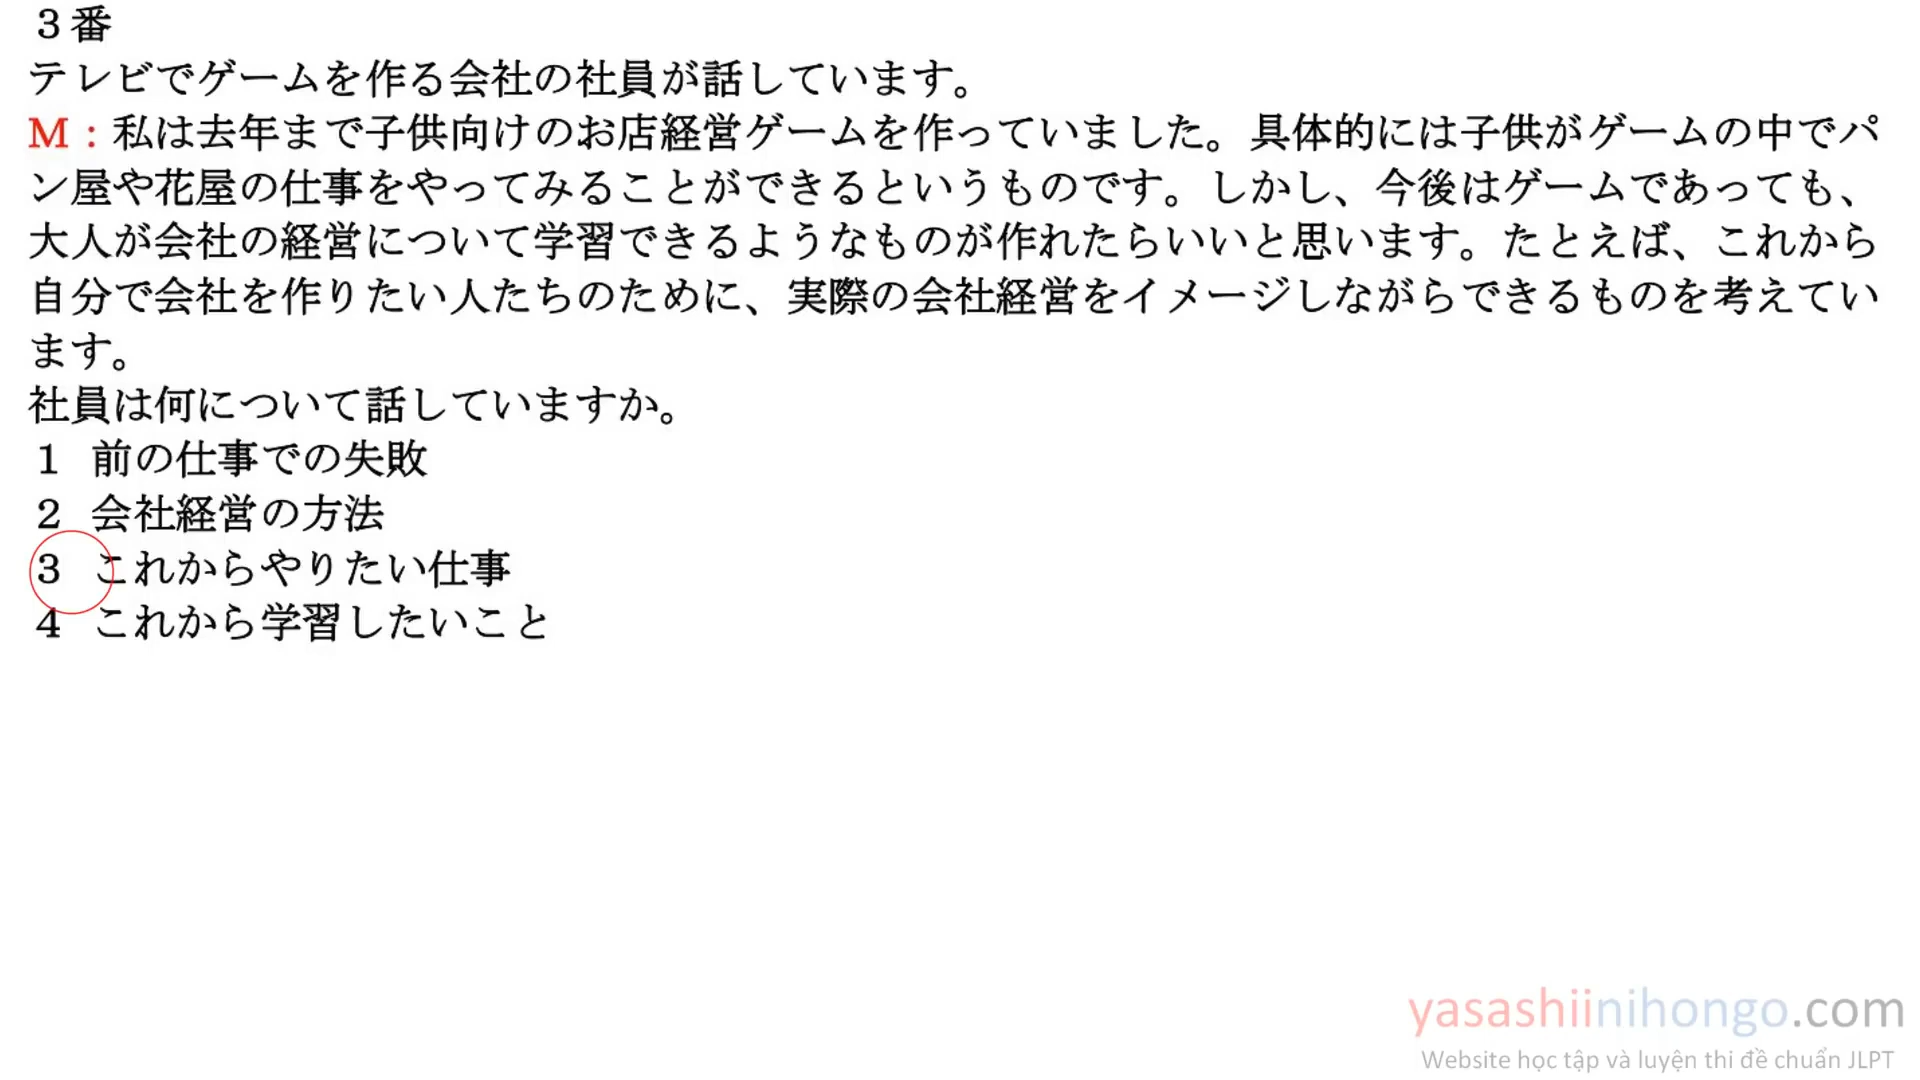 ３番
テレビでゲームを作る会社の社員が話しています。
M：私は去年まで子供向けのお店経営ゲームを作っていました。具体的には子供がゲームの中でパ
ン屋や花屋の仕事をやってみることができるというものです。しかし、今後はゲームであっても、
大人が会社の経営について学習できるようなものが作れたらいいと思います。たとえば、これから
自分で会社を作りたい人たちのために、実際の会社経営をイメージしながらできるものを考えてい
ます。
社員は何について話していますか。
１ 前の仕事での失敗
２ 会社経営の方法
３ これからやりたい仕事
４ これから学習したいこと
yasashiinihongo.com
Website học tập và luyện thi đề chuẩn JLPT